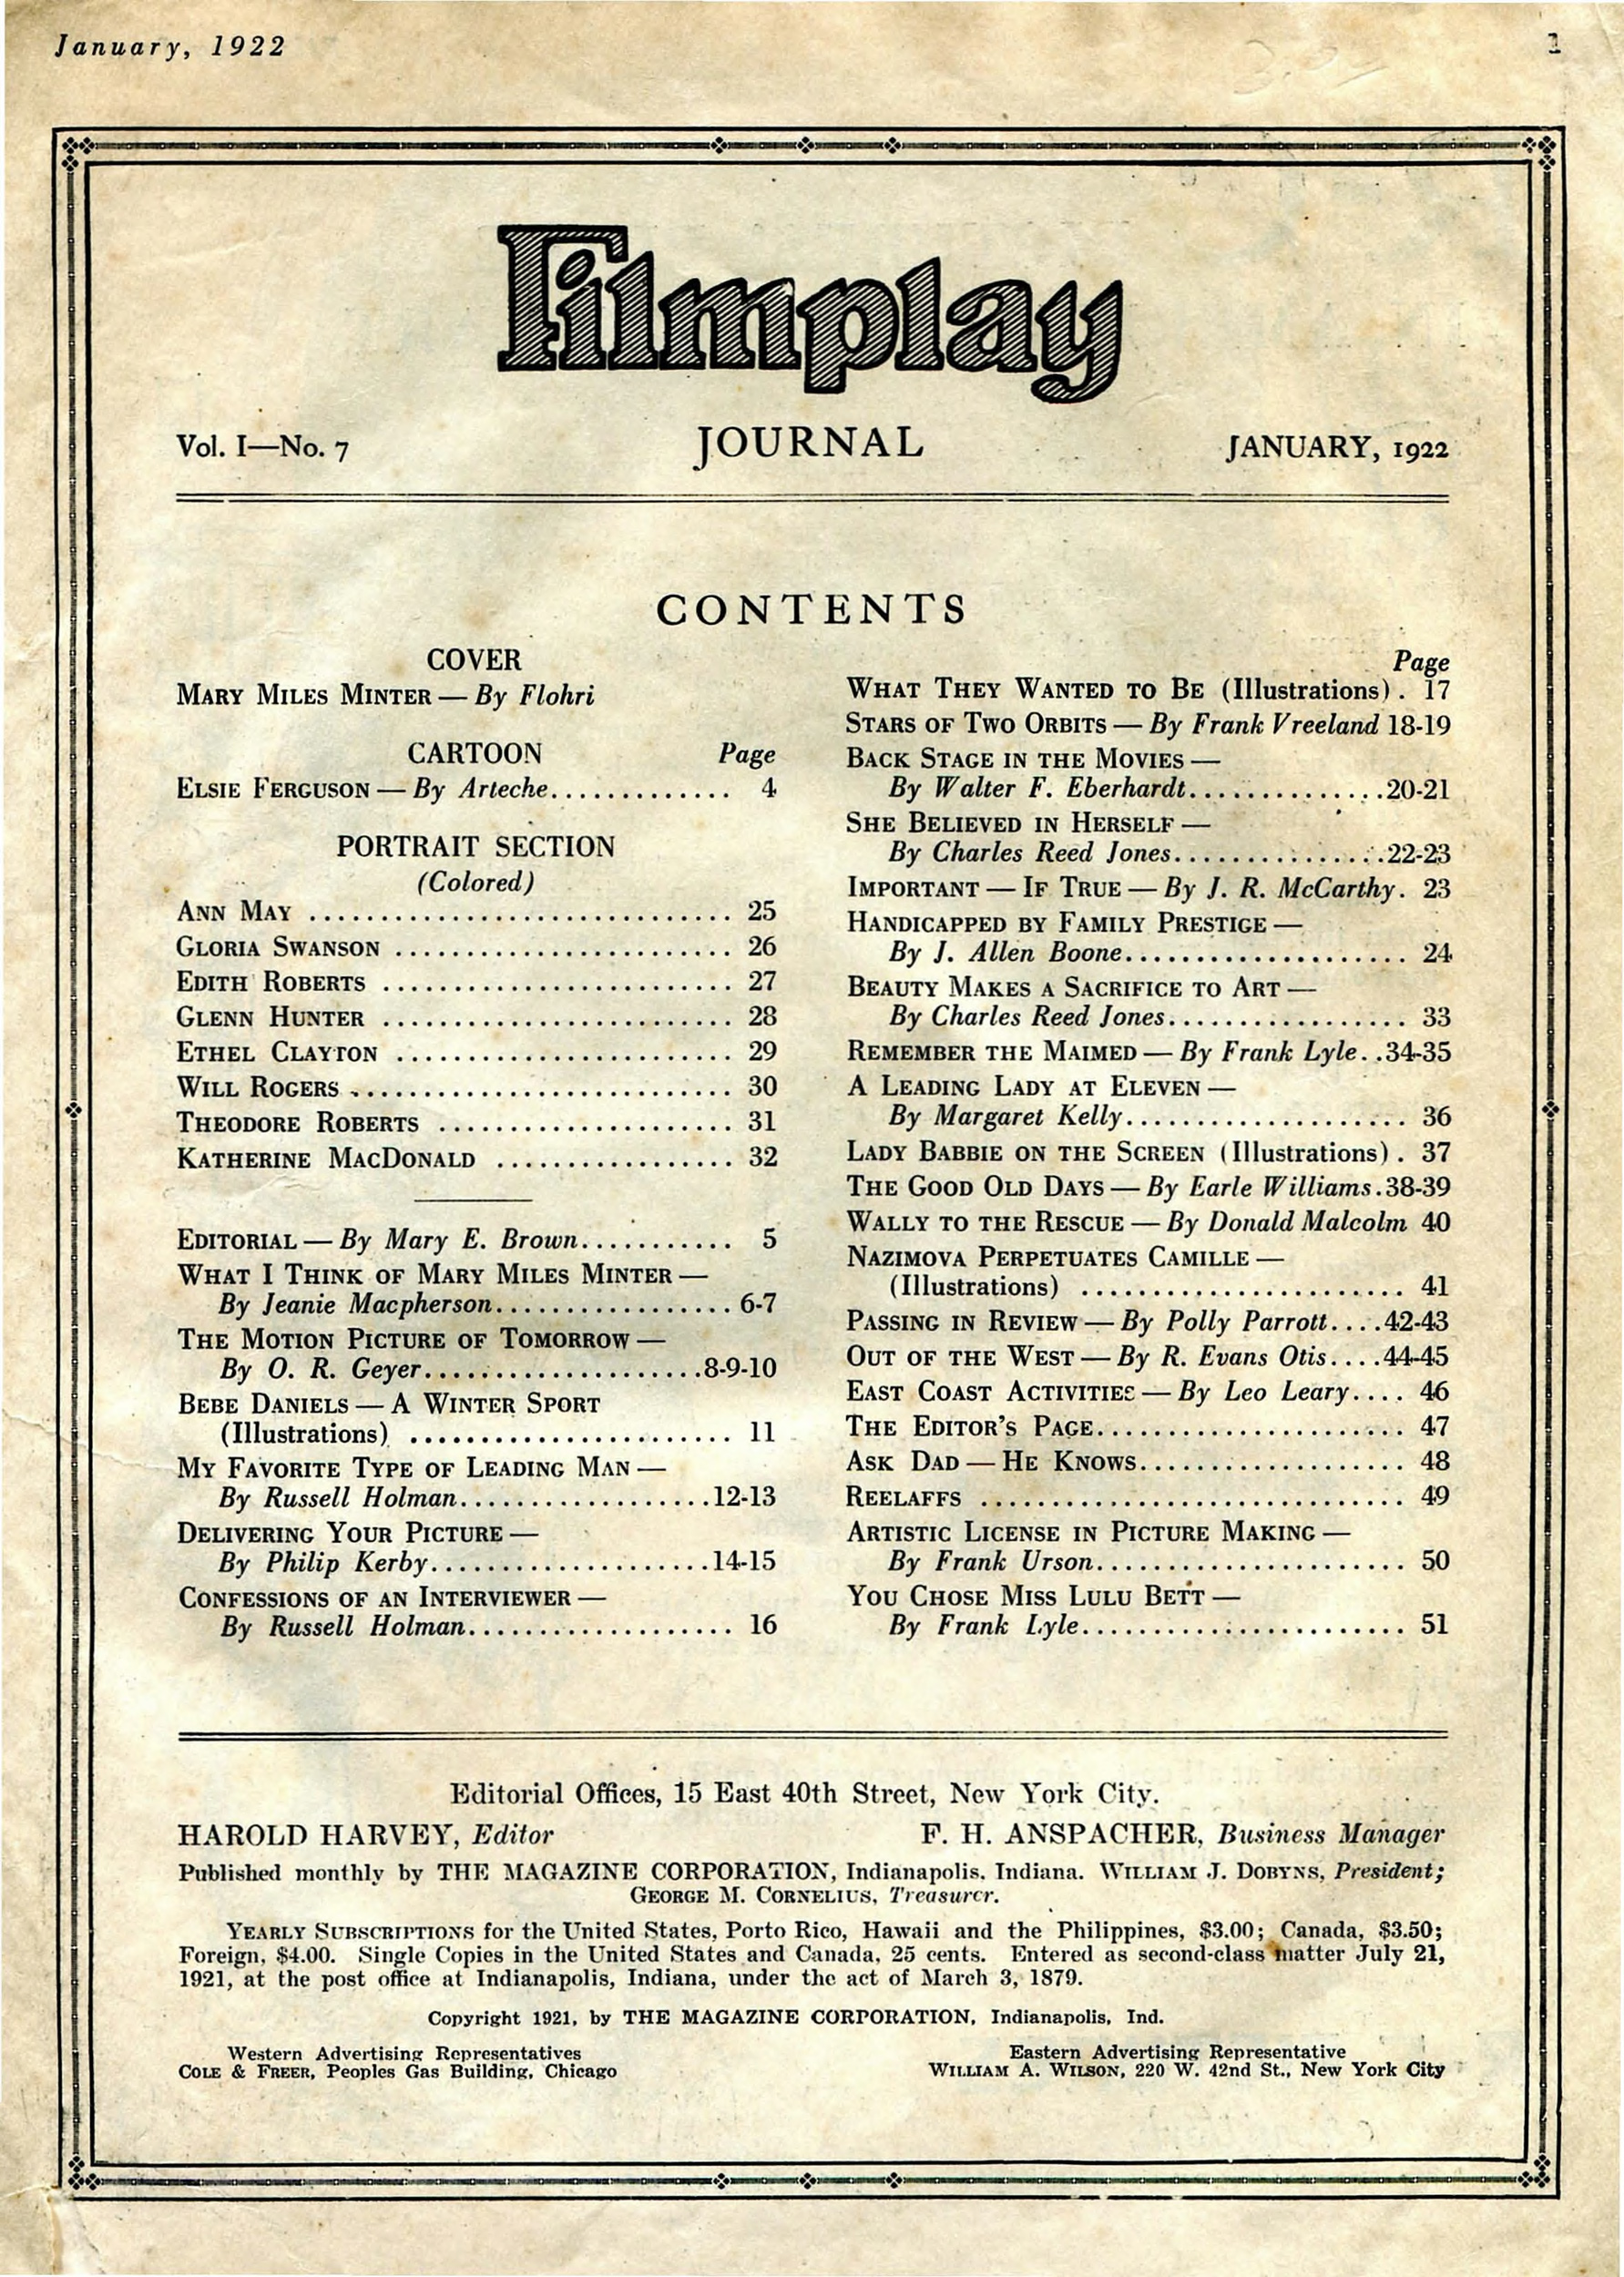 January, 1922
1
Filmplay
Vol. I—No. 7
JOURNAL
JANUARY, 1922
CONTENTS
COVER
MARY MILES MINTER — By Flohri
CARTOON Page
ELSIE FERGUSON — By Arteche............. 4
PORTRAIT SECTION
(Colored)
ANN MAY .............................. 25
GLORIA SWANSON ........................ 26
EDITH ROBERTS ......................... 27
GLENN HUNTER ......................... 28
ETHEL CLAYTON ........................ 29
WILL ROGERS ........................... 30
THEODORE ROBERTS ..................... 31
KATHERINE MACDONALD ................. 32
EDITORIAL — By Mary E. Brown........... 5
WHAT I THINK OF MARY MILES MINTER —
By Jeanie Macpherson................. 6-7
THE MOTION PICTURE OF TOMORROW —
By O. R. Geyer....................8-9-10
BEBE DANIELS — A WINTER SPORT
(Illustrations) ....................... 11
MY FAVORITE TYPE OF LEADING MAN —
By Russell Holman..................12-13
DELIVERING YOUR PICTURE —
By Philip Kerby....................14-15
CONFESSIONS OF AN INTERVIEWER —
By Russell Holman................... 16
Page
WHAT THEY WANTED TO BE (Illustrations). 17
STARS OF TWO ORBITS — By Frank Vreeland 18-19
BACK STAGE IN THE MOVIES —
By Walter F. Eberhardt..............20-21
SHE BELIEVED IN HERSELF —
By Charles Reed Jones...............22-23
IMPORTANT — IF TRUE — By J. R. McCarthy. 23
HANDICAPPED BY FAMILY PRESTIGE —
By J. Allen Boone.................... 24
BEAUTY MAKES A SACRIFICE TO ART —
By Charles Reed Jones................. 33
REMEMBER THE MAIMED — By Frank Lyle..34-35
A LEADING LADY AT ELEVEN —
By Margaret Kelly.................... 36
LADY BABBIE ON THE SCREEN (Illustrations). 37
THE GOOD OLD DAYS — By Earle Williams.38-39
WALLY TO THE RESCUE — By Donald Malcolm 40
NAZIMOVA PERPETUATES CAMILLE —
(Illustrations) ....................... 41
PASSING IN REVIEW — By Polly Parrott....42-43
OUT OF THE WEST — By R. Evans Otis....44-45
EAST COAST ACTIVITIES — By Leo Leary.... 46
THE EDITOR'S PAGE...................... 47
ASK DAD — HE KNOWS................... 48
REELAFFS .............................. 49
ARTISTIC LICENSE IN PICTURE MAKING —
By Frank Urson...................... 50
YOU CHOSE MISS LULU BETT —
By Frank Lyle....................... 51
Editorial Offices, 15 East 40th Street, New York City.
HAROLD HARVEY, Editor F. H. ANSPACHER, Business Manager
Published monthly by THE MAGAZINE CORPORATION, Indianapolis, Indiana. WILLIAM J. DOBYNS, President;
GEORGE M. CORNELIUS, Treasurer.
YEARLY SUBSCRIPTIONS for the United States, Porto Rico, Hawaii and the Philippines, $3.00; Canada, $3.50;
Foreign, $4.00. Single Copies in the United States and Canada, 25 cents. Entered as second-class matter July 21,
1921, at the post office at Indianapolis, Indiana, under the act of March 3, 1879.
Copyright 1921, by THE MAGAZINE CORPORATION, Indianapolis, Ind.
Western Advertising Representatives
COLE & FREER, Peoples Gas Building, Chicago
Eastern Advertising Representative
WILLIAM A. WILSON, 220 W. 42nd St., New York City